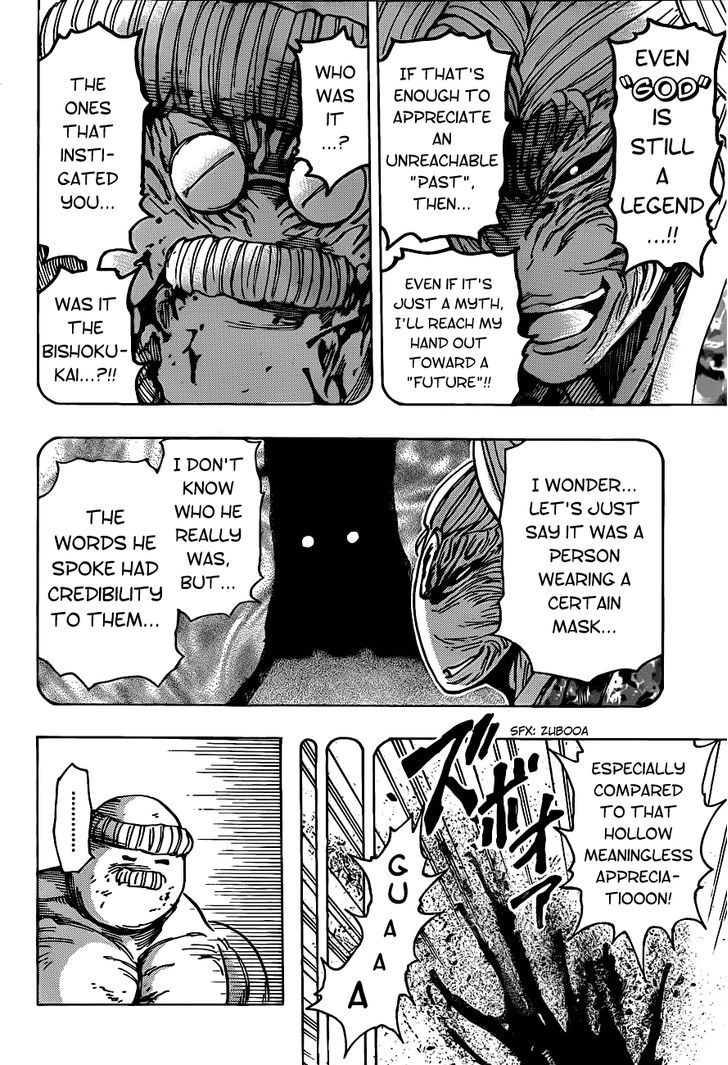 EVEN
"GOD"
IS
STILL
A
LEGEND
...!!
IF THAT'S
ENOUGH TO
APPRECIATE
AN
UNREACHABLE
"PAST",
THEN...
EVEN IF IT'S
JUST A MYTH,
I'LL REACH MY
HAND OUT
TOWARD A
"FUTURE"!!
WHO
WAS
IT
...?
THE
ONES
THAT
INSTI-
GATED
YOU...
WAS IT
THE
BISHOKU-
KAI...?!!
I WONDER...
LET'S JUST
SAY IT WAS A
PERSON
WEARING A
CERTAIN
MASK...
I DON'T
KNOW
WHO HE
REALLY
WAS,
BUT...
THE
WORDS HE
SPOKE HAD
CREDIBILITY
TO THEM...
SFX: ZUBOOA
ズボオァ
ESPECIALLY
COMPARED
TO THAT
HOLLOW
MEANINGLESS
APPRECIA-
TIOOON!
GUAAA
.........